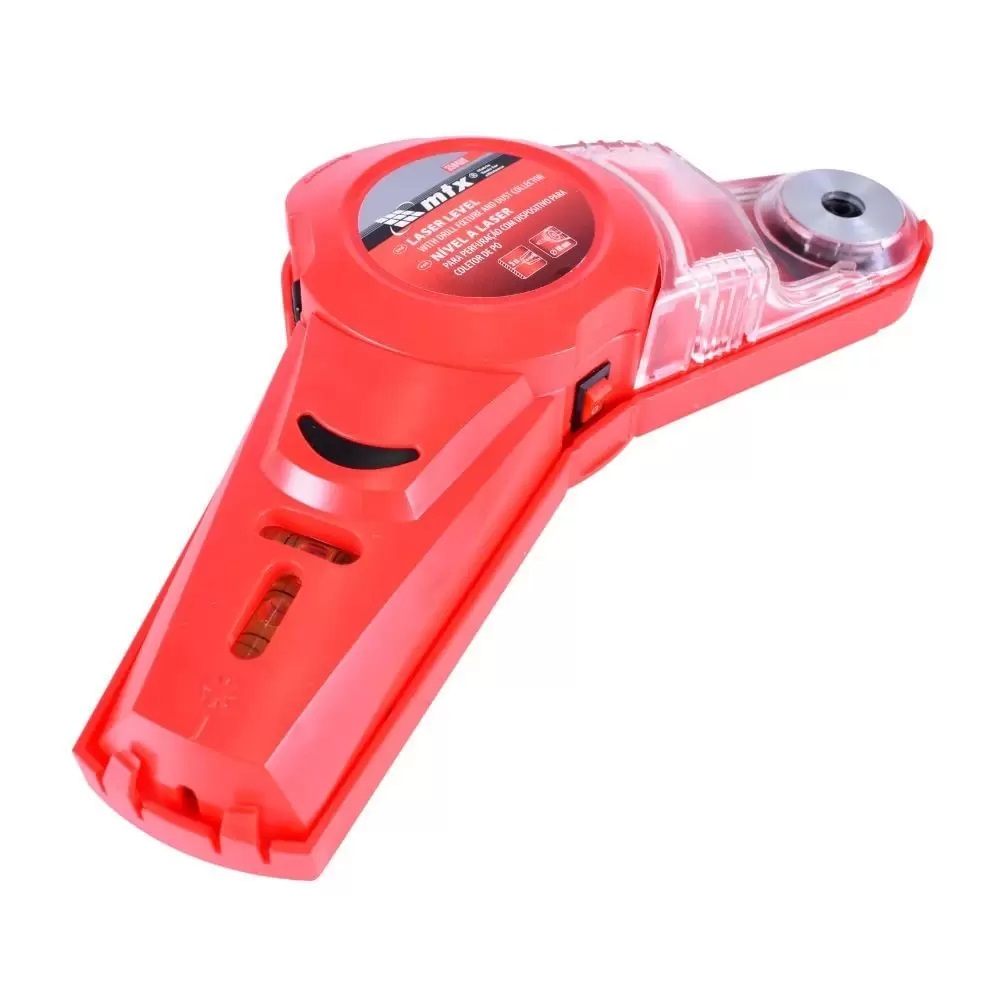 mtx®
LASER LEVEL
WITH DRILL FIXTURE AND DUST COLLECTOR
NÍVEL A LASER
PARA PERFURAÇÃO COM DISPOSITIVO PARA
COLETOR DE PÓ